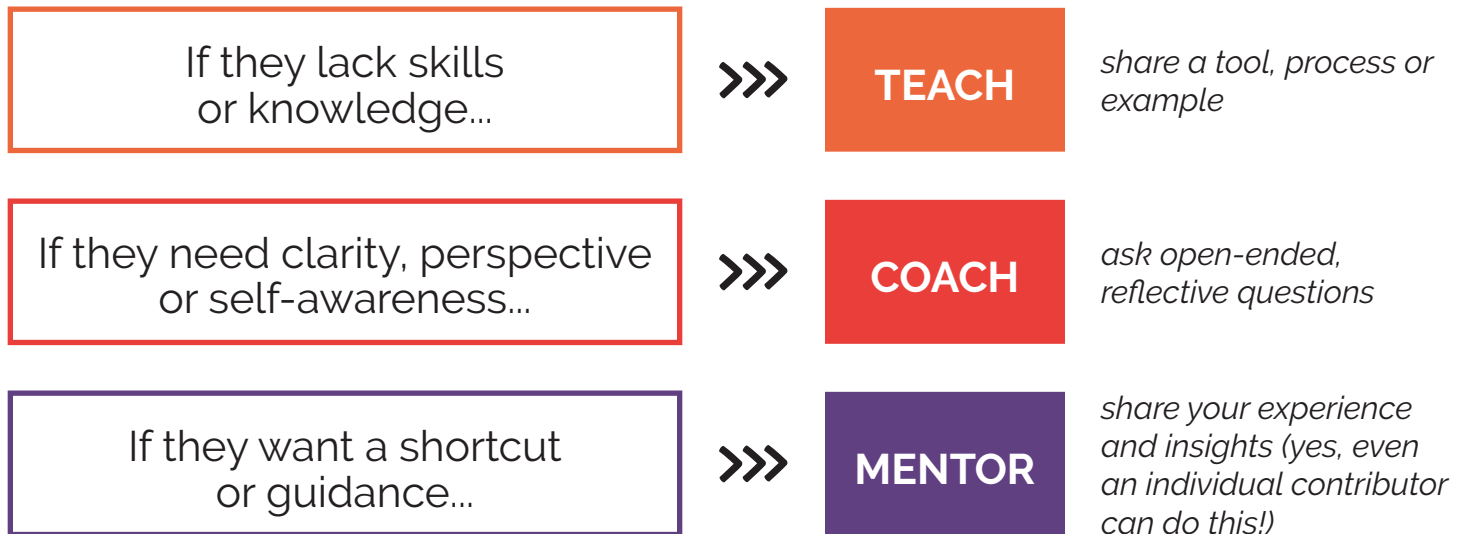 If they lack skills
or knowledge...
TEACH
share a tool, process or
example
If they need clarity, perspective
or self-awareness...
COACH
ask open-ended,
reflective questions
If they want a shortcut
or guidance...
MENTOR
share your experience
and insights (yes, even
an individual contributor
can do this!)